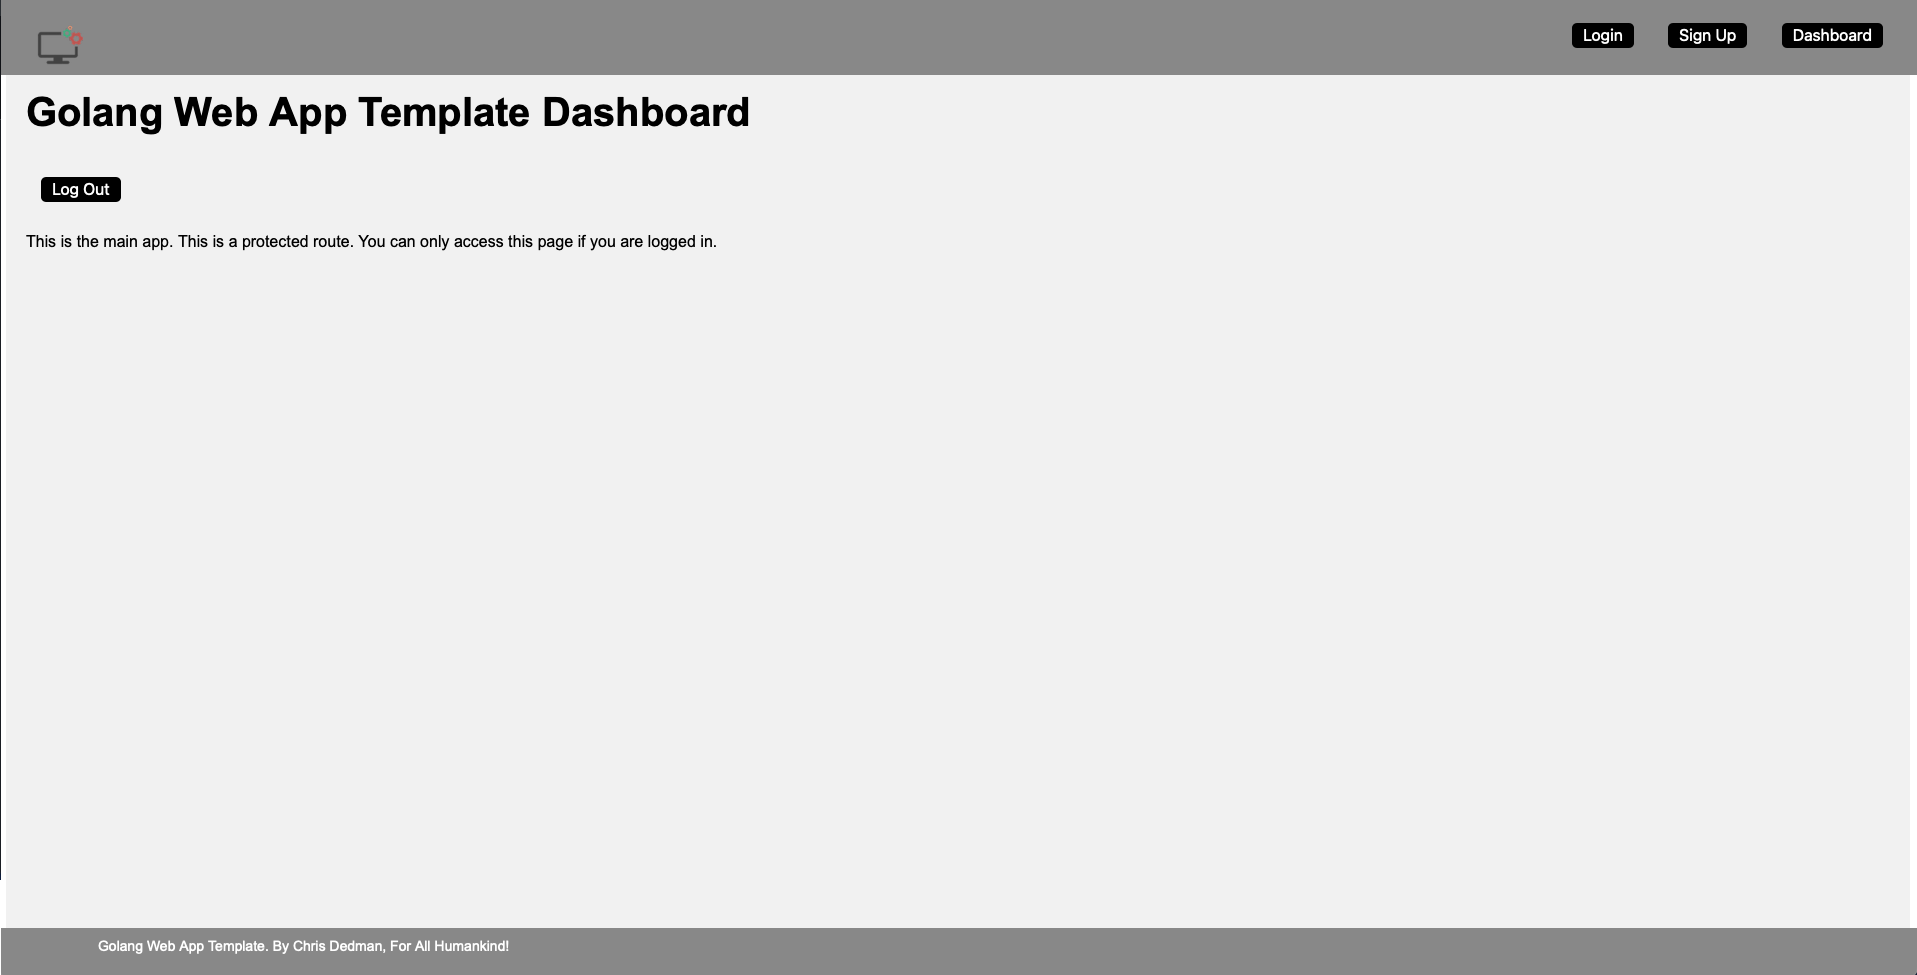 Login
Sign Up
Dashboard
Golang Web App Template Dashboard
Log Out
This is the main app. This is a protected route. You can only access this page if you are logged in.
Golang Web App Template. By Chris Dedman, For All Humankind!